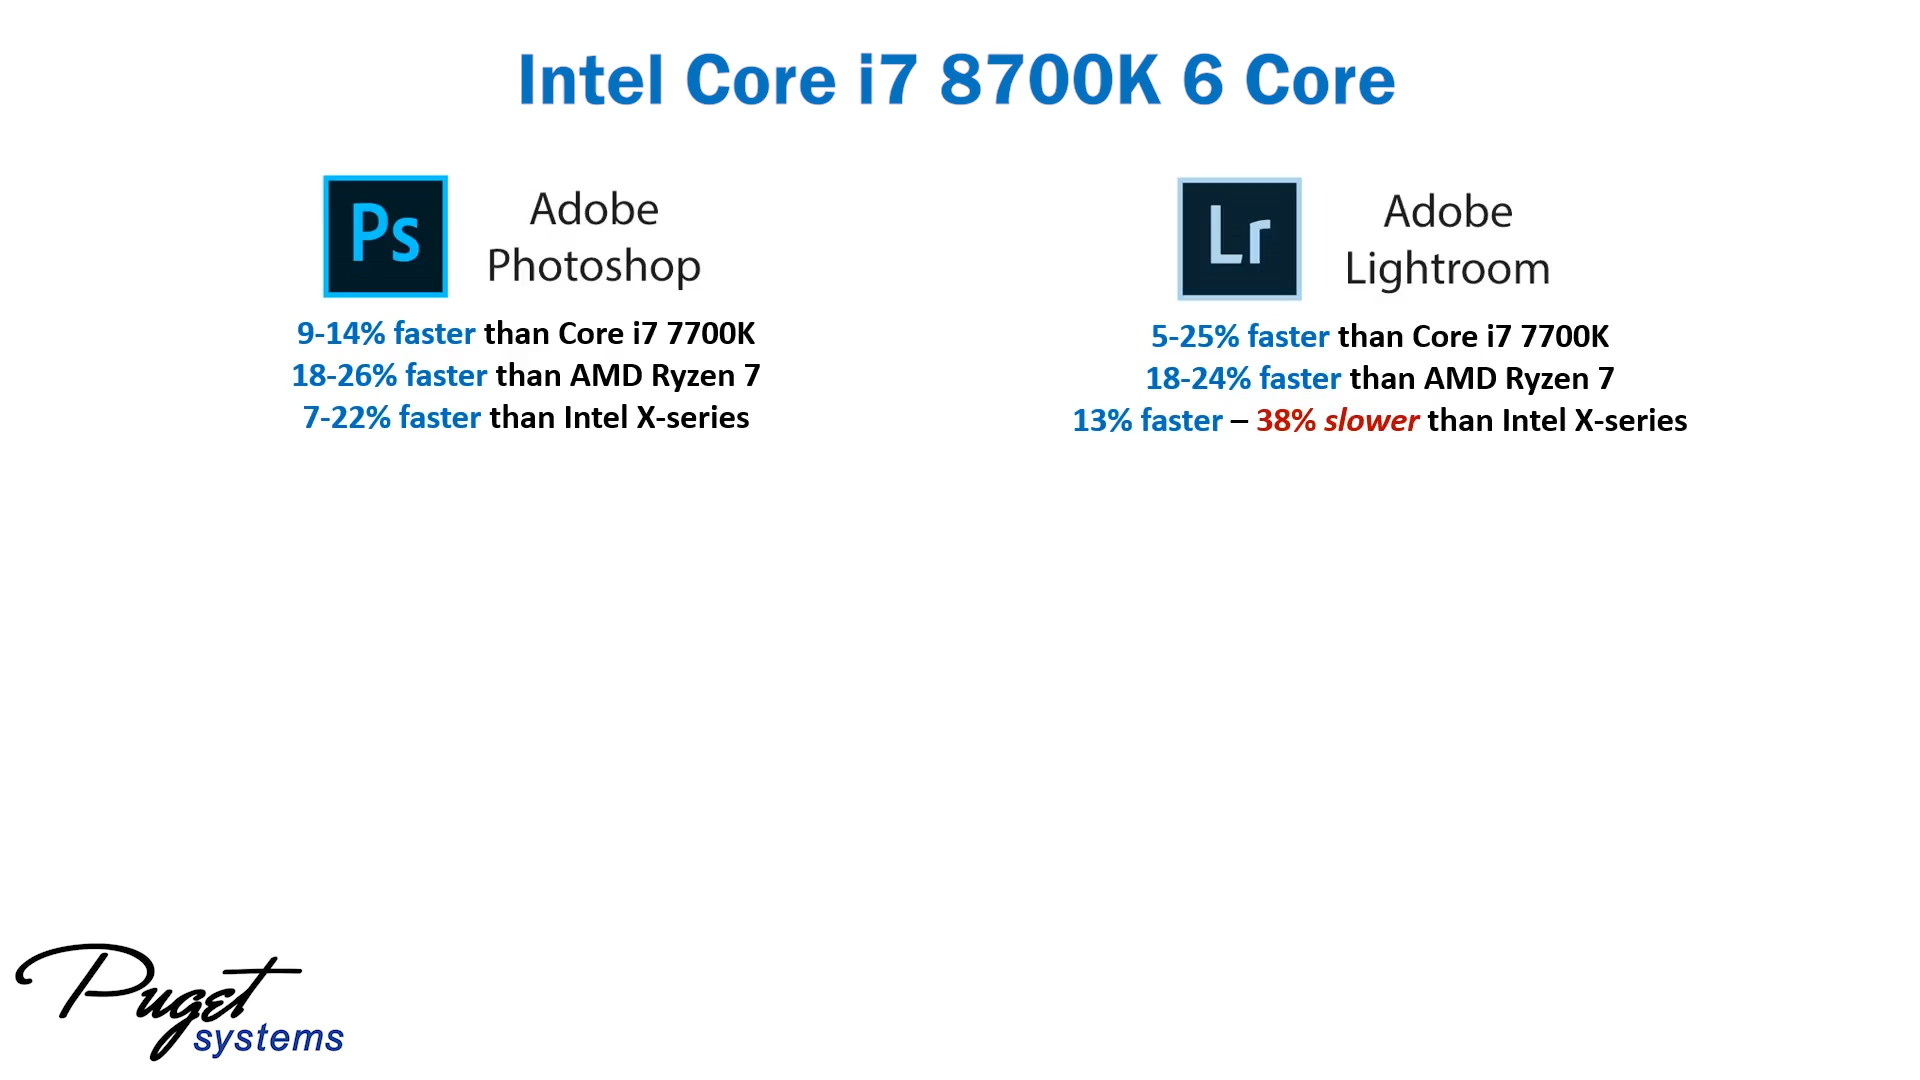 Intel Core i7 8700K 6 Core
Ps
Adobe
Photoshop
9-14% faster than Core i7 7700K
18-26% faster than AMD Ryzen 7
7-22% faster than Intel X-series
Lr
Adobe
Lightroom
5-25% faster than Core i7 7700K
18-24% faster than AMD Ryzen 7
13% faster – 38% slower than Intel X-series
Puget
systems